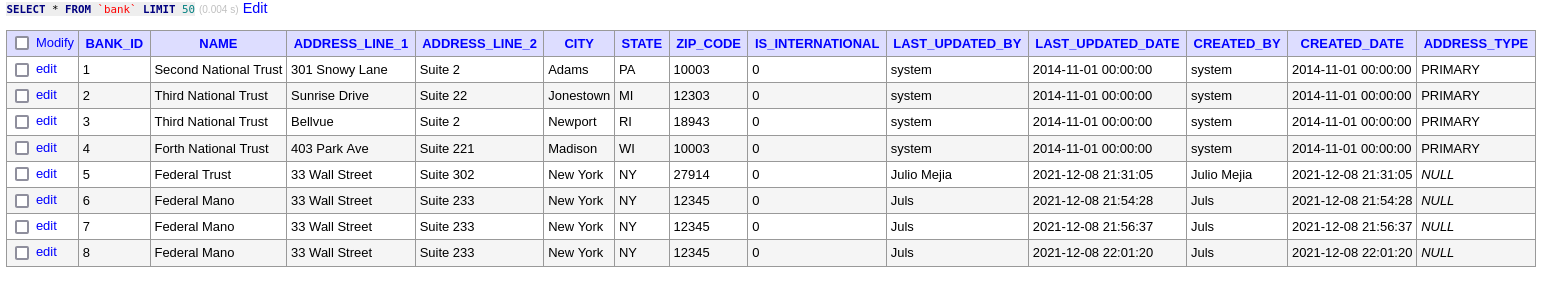 SELECT * FROM `bank` LIMIT 50 (0.004 s) Edit
Modify BANK_ID NAME ADDRESS_LINE_1 ADDRESS_LINE_2 CITY STATE ZIP_CODE IS_INTERNATIONAL LAST_UPDATED_BY LAST_UPDATED_DATE CREATED_BY CREATED_DATE ADDRESS_TYPE
edit 1 Second National Trust 301 Snowy Lane Suite 2 Adams PA 10003 0 system 2014-11-01 00:00:00 system 2014-11-01 00:00:00 PRIMARY
edit 2 Third National Trust Sunrise Drive Suite 22 Jonestown MI 12303 0 system 2014-11-01 00:00:00 system 2014-11-01 00:00:00 PRIMARY
edit 3 Third National Trust Bellvue Suite 2 Newport RI 18943 0 system 2014-11-01 00:00:00 system 2014-11-01 00:00:00 PRIMARY
edit 4 Forth National Trust 403 Park Ave Suite 221 Madison WI 10003 0 system 2014-11-01 00:00:00 system 2014-11-01 00:00:00 PRIMARY
edit 5 Federal Trust 33 Wall Street Suite 302 New York NY 27914 0 Julio Mejia 2021-12-08 21:31:05 Julio Mejia 2021-12-08 21:31:05 NULL
edit 6 Federal Mano 33 Wall Street Suite 233 New York NY 12345 0 Juls 2021-12-08 21:54:28 Juls 2021-12-08 21:54:28 NULL
edit 7 Federal Mano 33 Wall Street Suite 233 New York NY 12345 0 Juls 2021-12-08 21:56:37 Juls 2021-12-08 21:56:37 NULL
edit 8 Federal Mano 33 Wall Street Suite 233 New York NY 12345 0 Juls 2021-12-08 22:01:20 Juls 2021-12-08 22:01:20 NULL